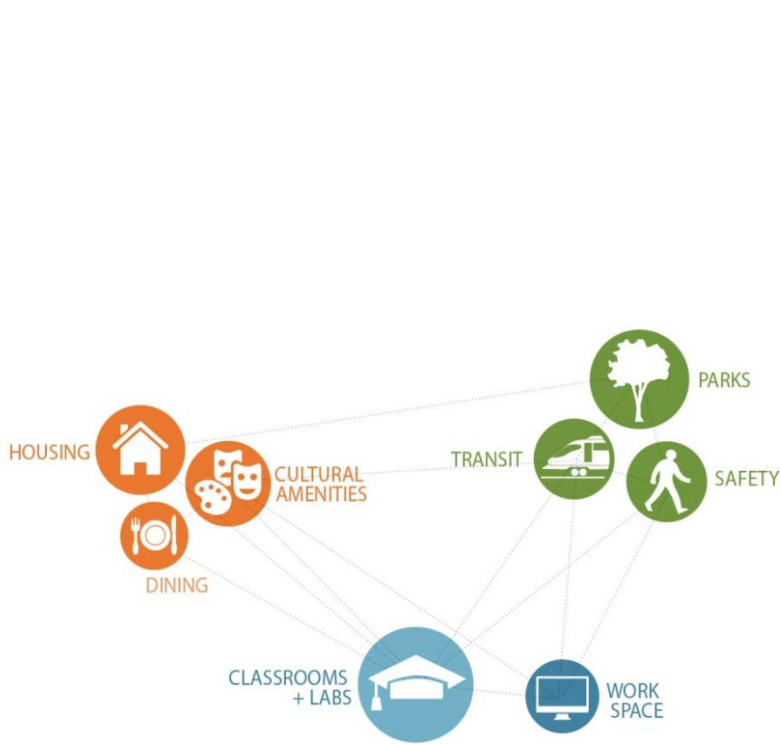 PARKS
HOUSING
TRANSIT
CULTURAL
AMENITIES
SAFETY
DINING
CLASSROOMS
+ LABS
WORK
SPACE